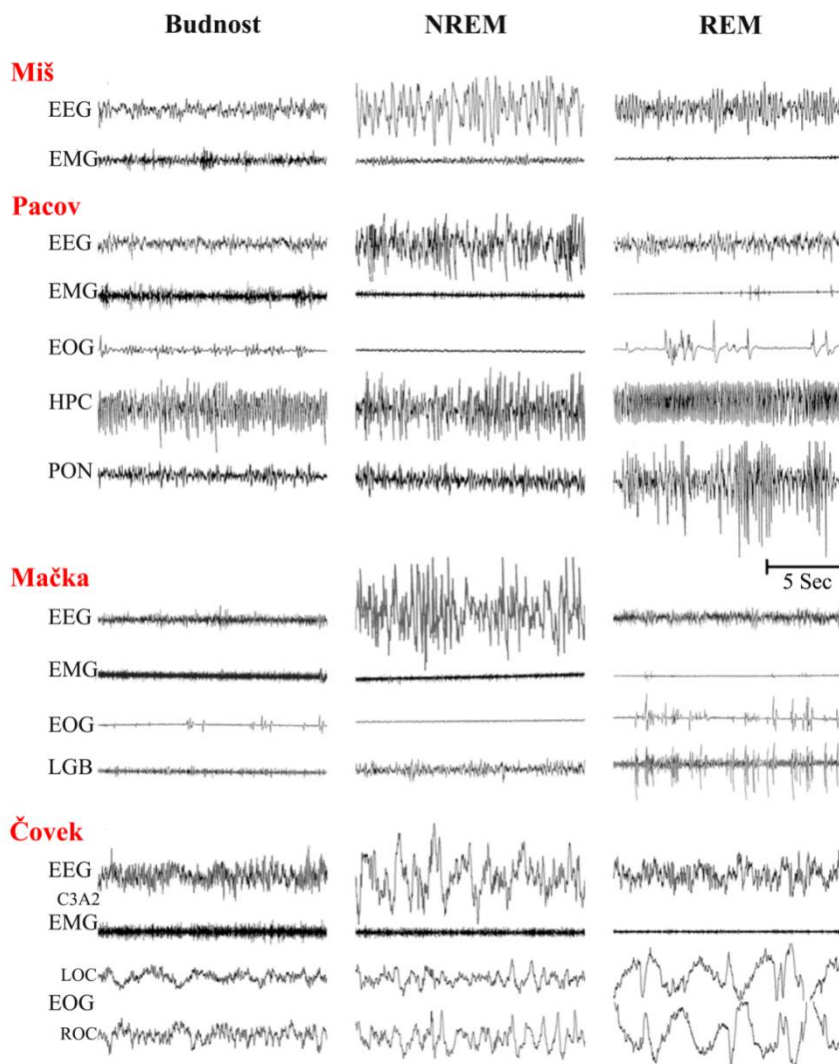 Budnost NREM REM
Miš
EEG
EMG
Pacov
EEG
EMG
EOG
HPC
PON
5 Sec
Mačka
EEG
EMG
EOG
LGB
Čovek
EEG
C3A2
EMG
LOC
EOG
ROC